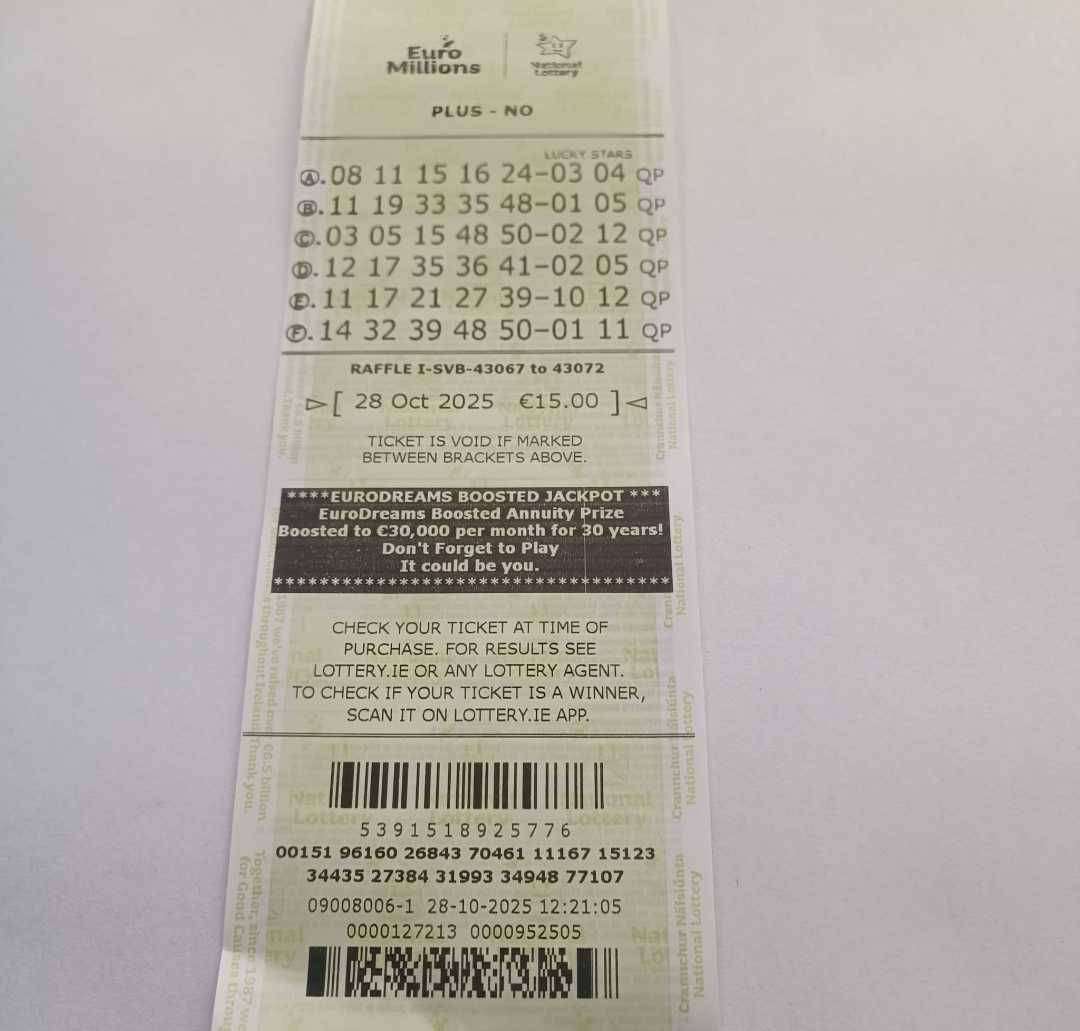 Euro
Millions
National
Lottery
PLUS - NO
LUCKY STARS
A. 08 11 15 16 24-03 04 QP
B. 11 19 33 35 48-01 05 QP
C. 03 05 15 48 50-02 12 QP
D. 12 17 35 36 41-02 05 QP
E. 11 17 21 27 39-10 12 QP
F. 14 32 39 48 50-01 11 QP
RAFFLE I-SVB-43067 to 43072
[ 28 Oct 2025 €15.00 ]
TICKET IS VOID IF MARKED
BETWEEN BRACKETS ABOVE.
****EURODREAMS BOOSTED JACKPOT ***
EuroDreams Boosted Annuity Prize
Boosted to €30,000 per month for 30 years!
Don't Forget to Play
It could be you.
**********************************
CHECK YOUR TICKET AT TIME OF
PURCHASE. FOR RESULTS SEE
LOTTERY.IE OR ANY LOTTERY AGENT.
TO CHECK IF YOUR TICKET IS A WINNER,
SCAN IT ON LOTTERY.IE APP.
5391518925776
00151 96160 26843 70461 11167 15123
34435 27384 31993 34948 77107
09008006-1 28-10-2025 12:21:05
0000127213 0000952505
Crannchur Náisiúnta
National Lottery